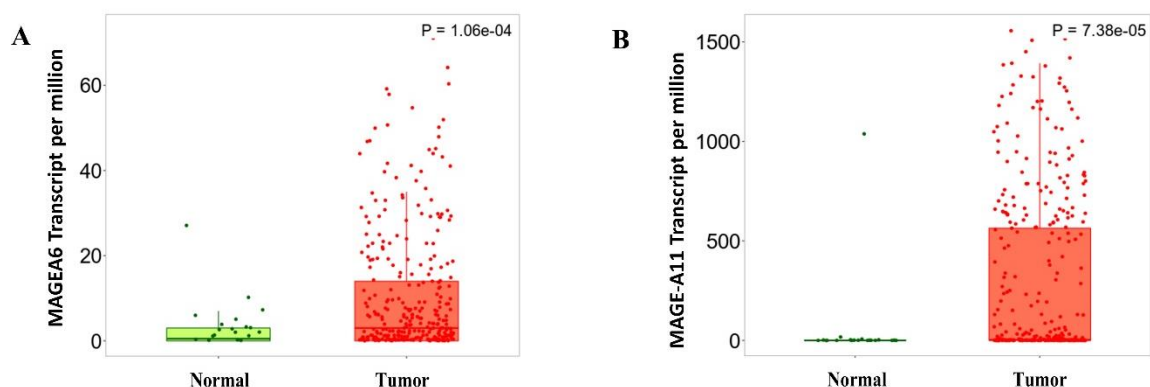 A
MAGEA6 Transcript per million
60
40
20
0
P = 1.06e-04
Normal
Tumor
B
MAGE-A11 Transcript per million
1500
1000
500
0
P = 7.38e-05
Normal
Tumor